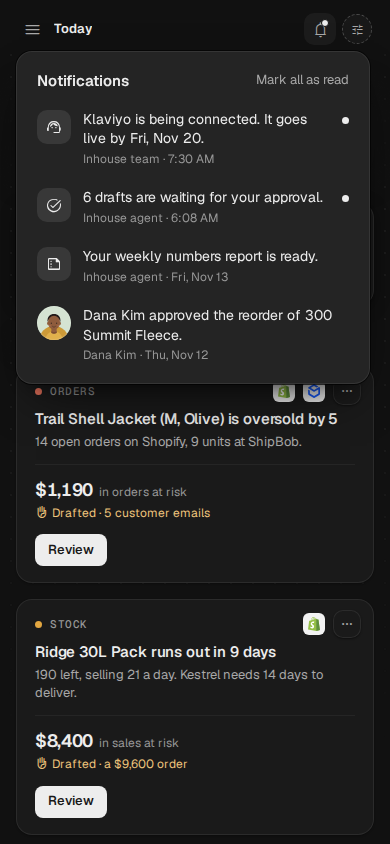 Today
Notifications
Mark all as read
Klaviyo is being connected. It goes
live by Fri, Nov 20.
Inhouse team · 7:30 AM
6 drafts are waiting for your approval.
Inhouse agent · 6:08 AM
Your weekly numbers report is ready.
Inhouse agent · Fri, Nov 13
Dana Kim approved the reorder of 300
Summit Fleece.
Dana Kim · Thu, Nov 12
ORDERS
Trail Shell Jacket (M, Olive) is oversold by 5
14 open orders on Shopify, 9 units at ShipBob.
$1,190 in orders at risk
Drafted · 5 customer emails
Review
STOCK
Ridge 30L Pack runs out in 9 days
190 left, selling 21 a day. Kestrel needs 14 days to
deliver.
$8,400 in sales at risk
Drafted · a $9,600 order
Review